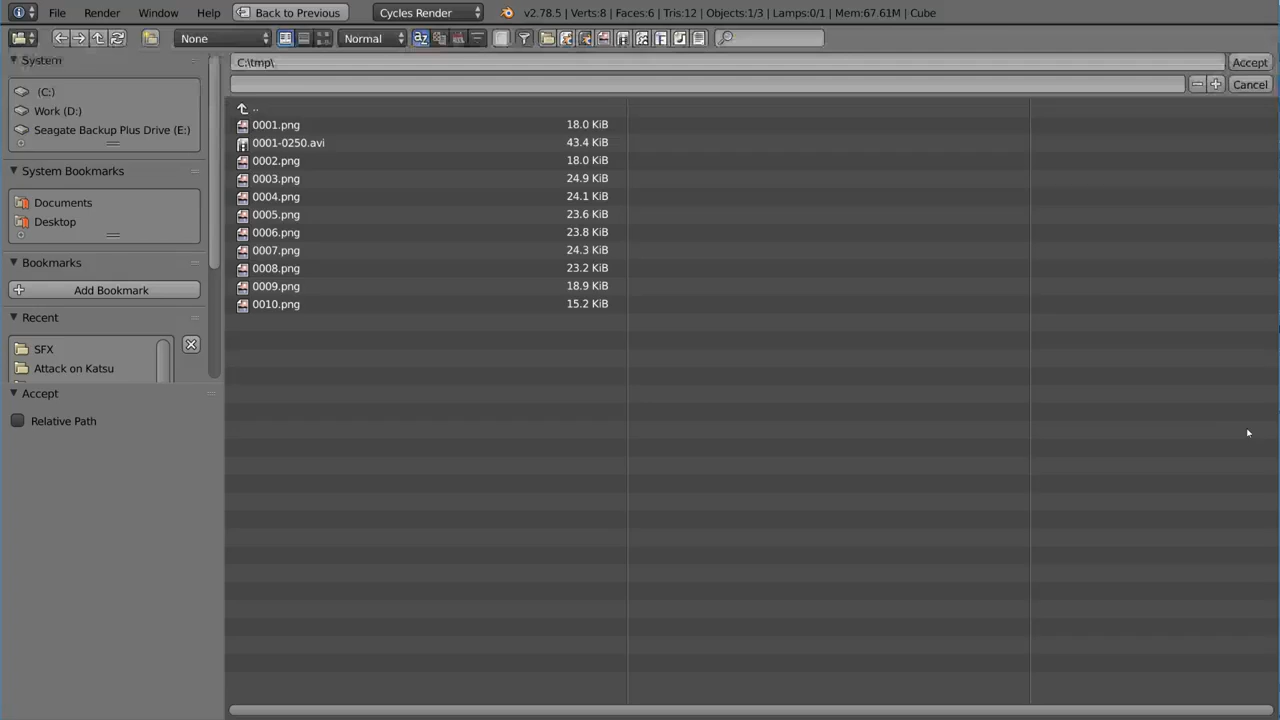 File Render Window Help Back to Previous Cycles Render v2.78.5 | Verts:8 | Faces:6 | Tris:12 | Objects:1/3 | Lamps:0/1 | Mem:67.61M | Cube
None Normal
System
(C:)
Work (D:)
Seagate Backup Plus Drive (E:)
System Bookmarks
Documents
Desktop
Bookmarks
Add Bookmark
Recent
SFX
Attack on Katsu
Accept
Relative Path
C:\tmp\ Accept
Cancel
..
0001.png 18.0 KiB
0001-0250.avi 43.4 KiB
0002.png 18.0 KiB
0003.png 24.9 KiB
0004.png 24.1 KiB
0005.png 23.6 KiB
0006.png 23.8 KiB
0007.png 24.3 KiB
0008.png 23.2 KiB
0009.png 18.9 KiB
0010.png 15.2 KiB